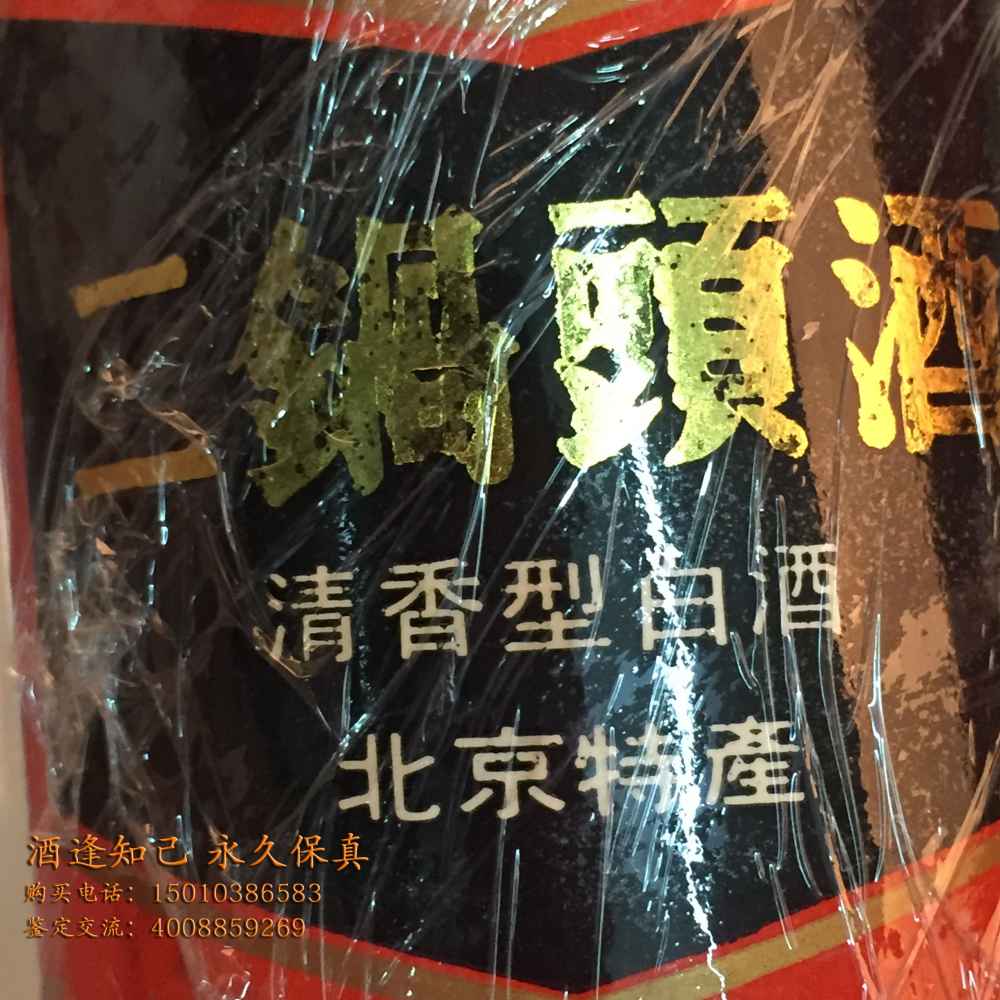 二鍋頭酒
清香型白酒
北京特產
酒逢知己 永久保真
购买电话：15010386583
鉴定交流：4008859269